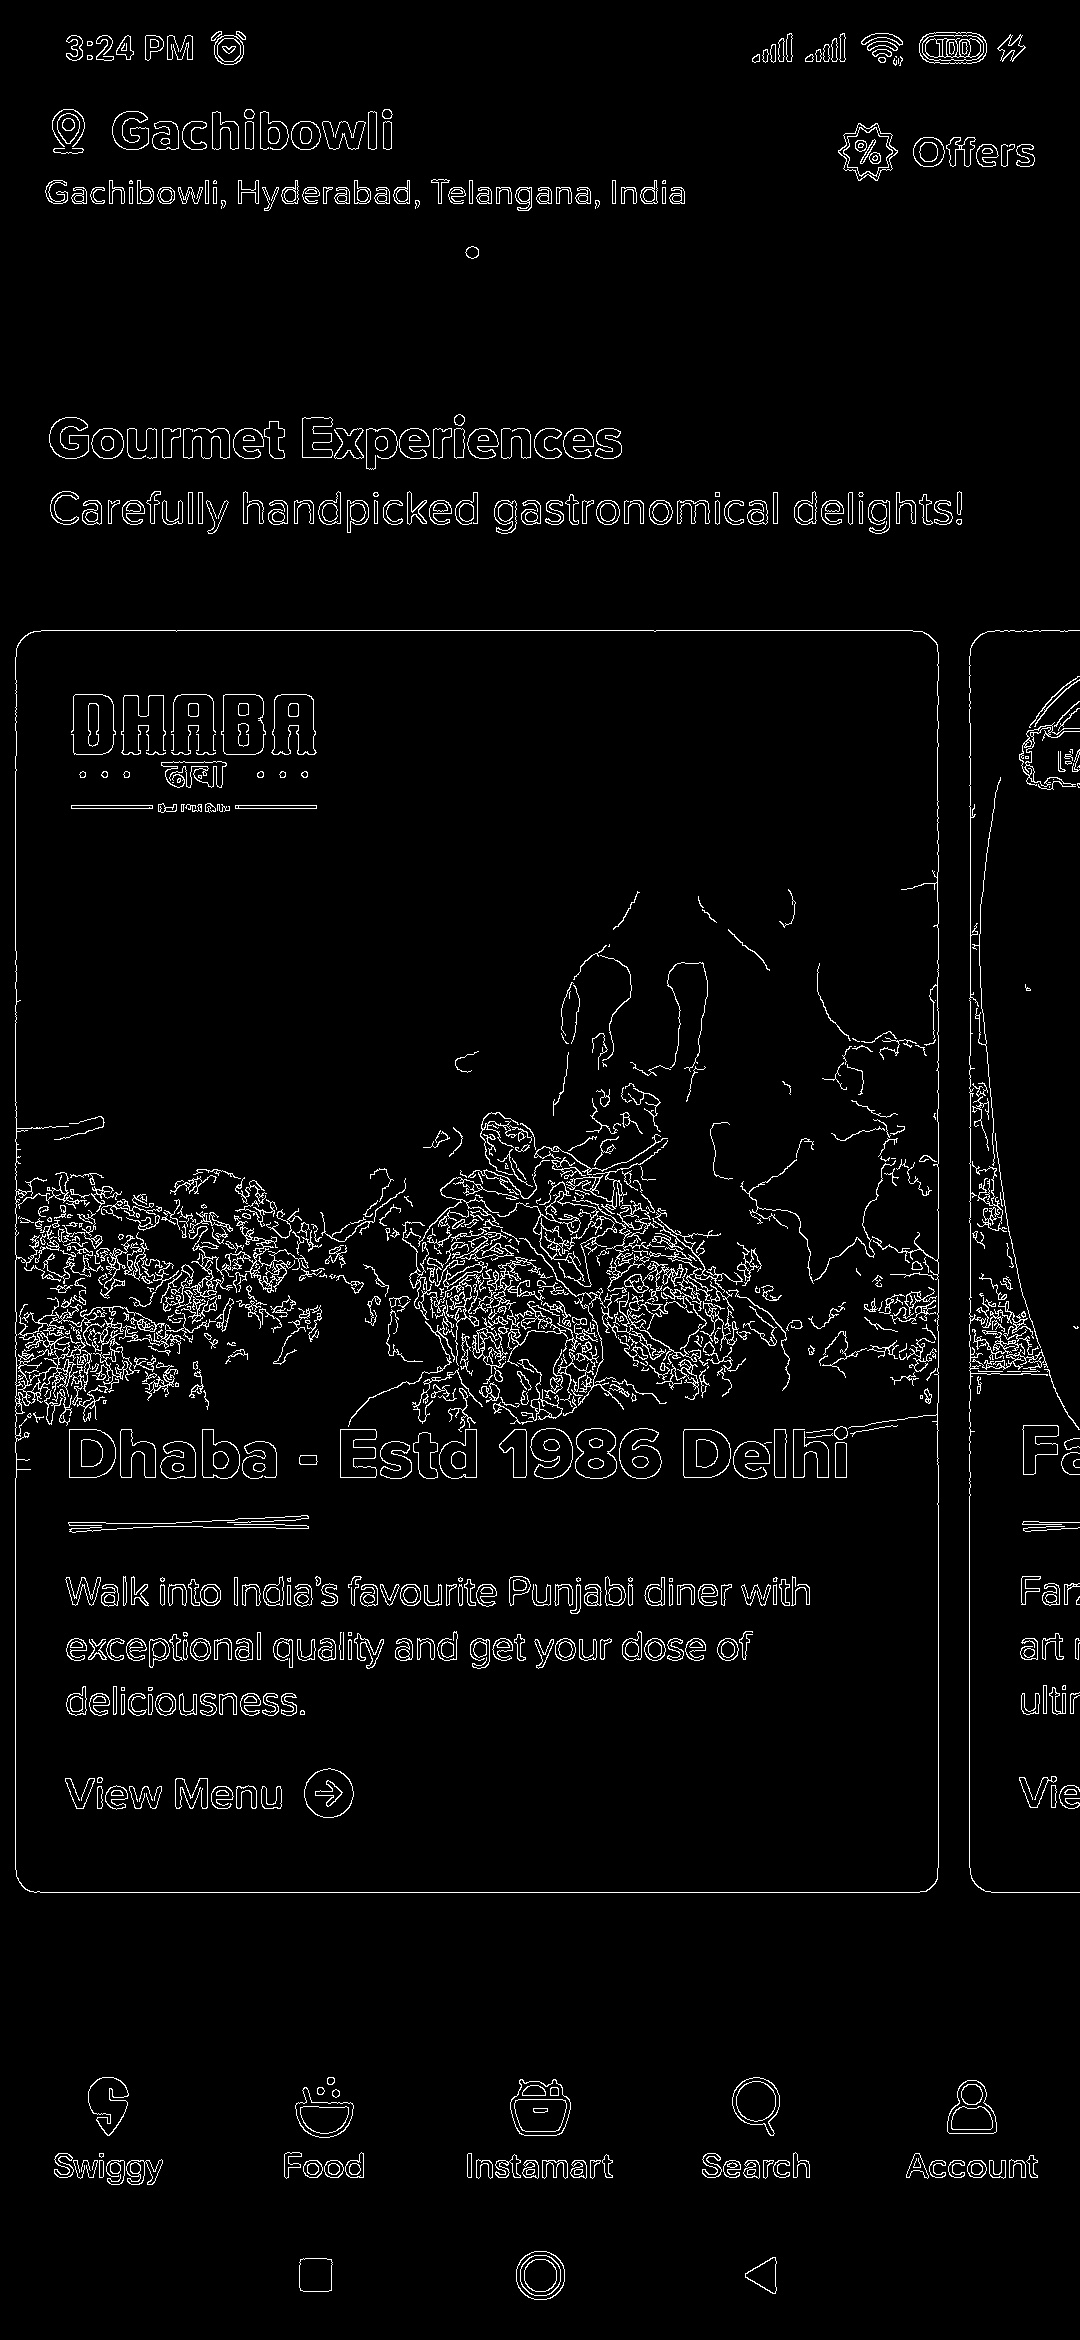 3:24 PM
100
Gachibowli
Offers
Gachibowli, Hyderabad, Telangana, India
Gourmet Experiences
Carefully handpicked gastronomical delights!
DHABA
ढाबा
Dhaba - Estd 1986 Delhi
Fa
Walk into India's favourite Punjabi diner with
exceptional quality and get your dose of
deliciousness.
Farz
art
ultim
View Menu
Vie
Swiggy
Food
Instamart
Search
Account